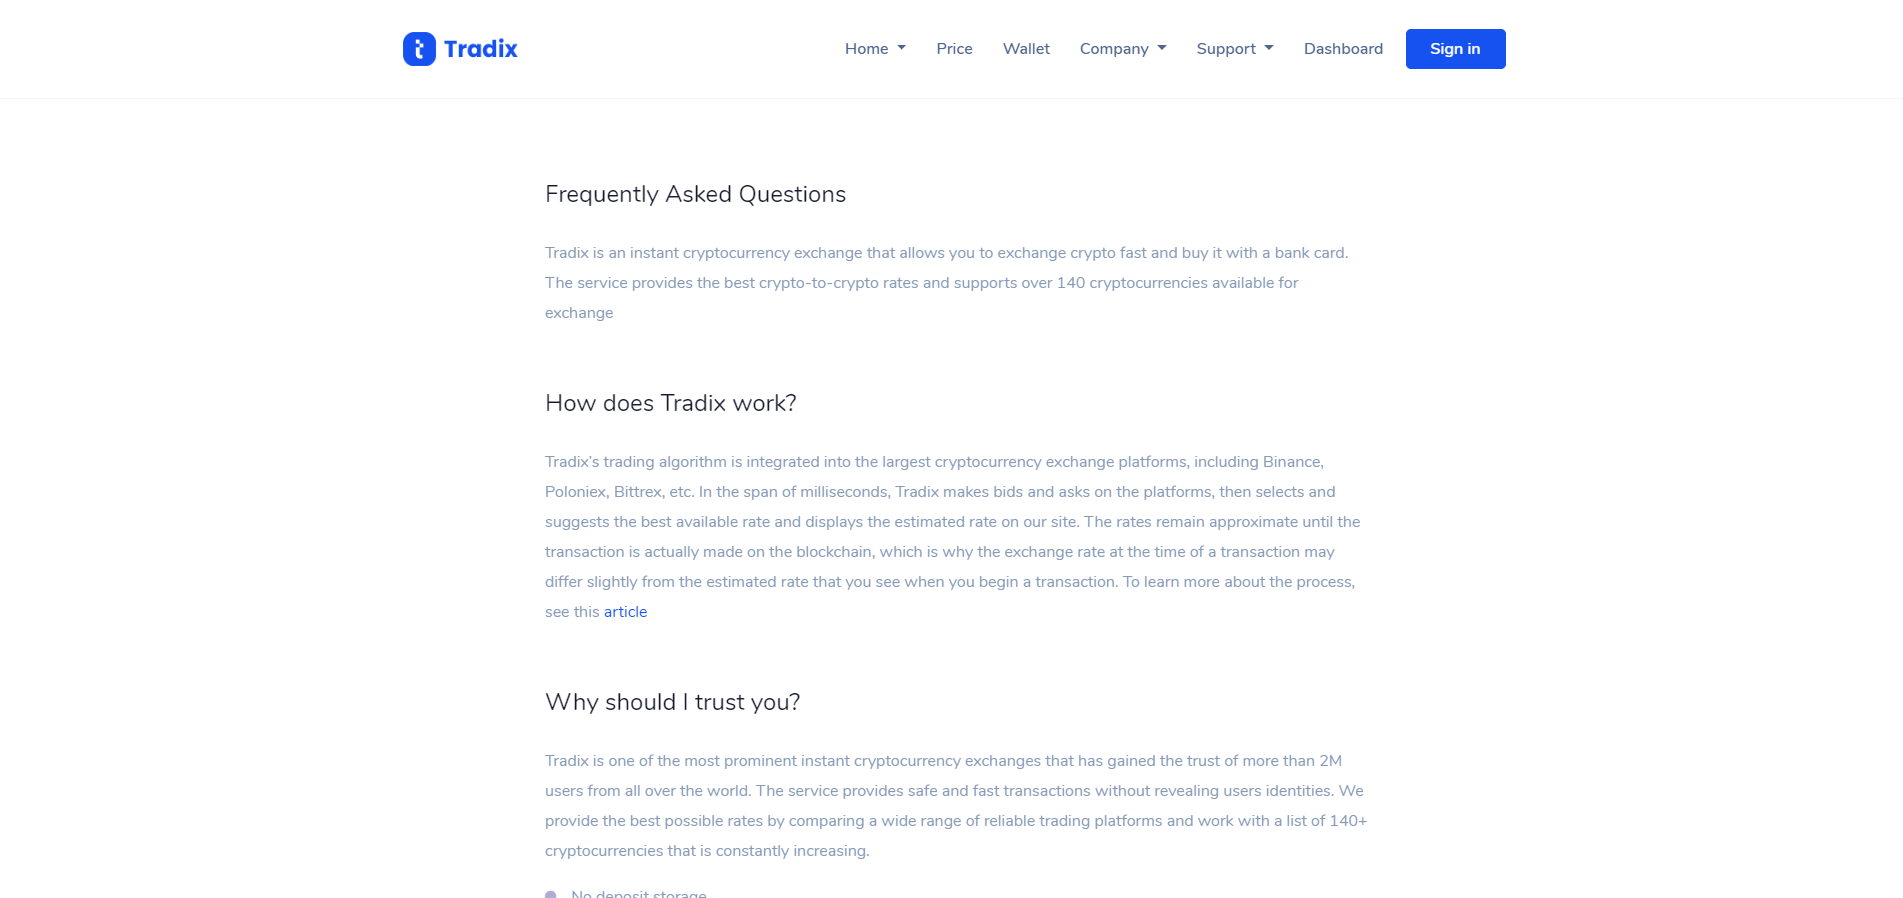 Tradix
Home
Price
Wallet
Company
Support
Dashboard
Sign in
Frequently Asked Questions
Tradix is an instant cryptocurrency exchange that allows you to exchange crypto fast and buy it with a bank card.
The service provides the best crypto-to-crypto rates and supports over 140 cryptocurrencies available for
exchange
How does Tradix work?
Tradix's trading algorithm is integrated into the largest cryptocurrency exchange platforms, including Binance,
Poloniex, Bittrex, etc. In the span of milliseconds, Tradix makes bids and asks on the platforms, then selects and
suggests the best available rate and displays the estimated rate on our site. The rates remain approximate until the
transaction is actually made on the blockchain, which is why the exchange rate at the time of a transaction may
differ slightly from the estimated rate that you see when you begin a transaction. To learn more about the process,
see this article
Why should I trust you?
Tradix is one of the most prominent instant cryptocurrency exchanges that has gained the trust of more than 2M
users from all over the world. The service provides safe and fast transactions without revealing users identities. We
provide the best possible rates by comparing a wide range of reliable trading platforms and work with a list of 140+
cryptocurrencies that is constantly increasing.
No deposit storage